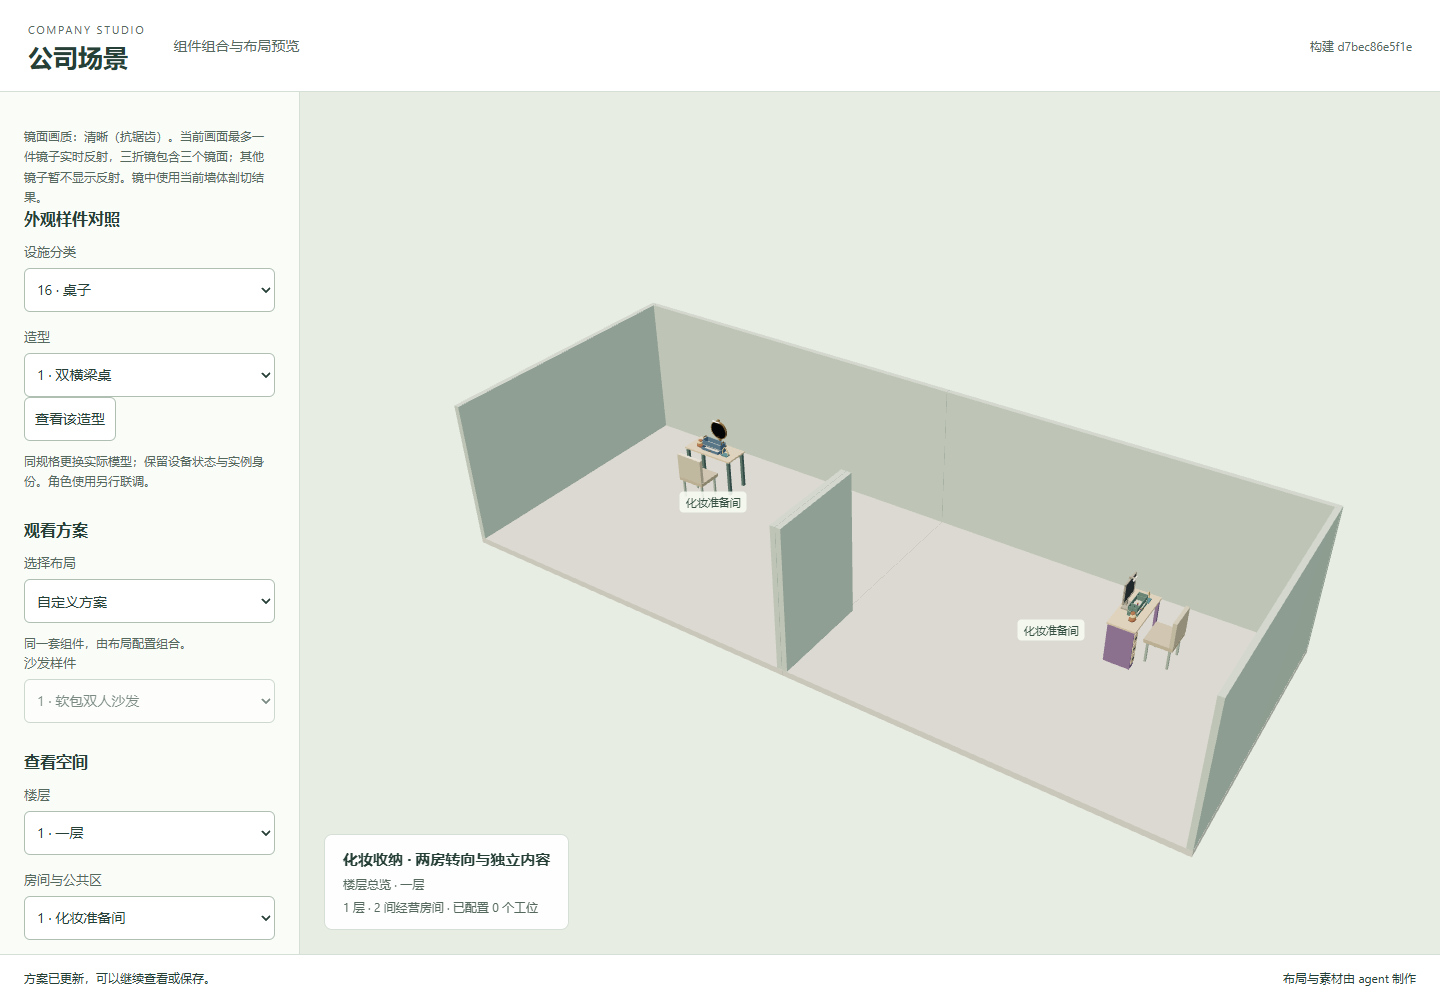 COMPANY STUDIO
公司场景
组件组合与布局预览
构建 d7bec86e5f1e
镜面画质：清晰（抗锯齿）。当前画面最多一
件镜子实时反射，三折镜包含三个镜面；其他
镜子暂不显示反射。镜中使用当前墙体剖切结
果。
外观样件对照
设施分类
16 · 桌子
造型
1 · 双横梁桌
查看该造型
同规格更换实际模型；保留设备状态与实例身
份。角色使用另行联调。
观看方案
选择布局
自定义方案
同一套组件，由布局配置组合。
沙发样件
1 · 软包双人沙发
查看空间
楼层
1 · 一层
房间与公共区
1 · 化妆准备间
化妆准备间
化妆准备间
化妆收纳 · 两房转向与独立内容
楼层总览 · 一层
1 层 · 2 间经营房间 · 已配置 0 个工位
方案已更新，可以继续查看或保存。
布局与素材由 agent 制作